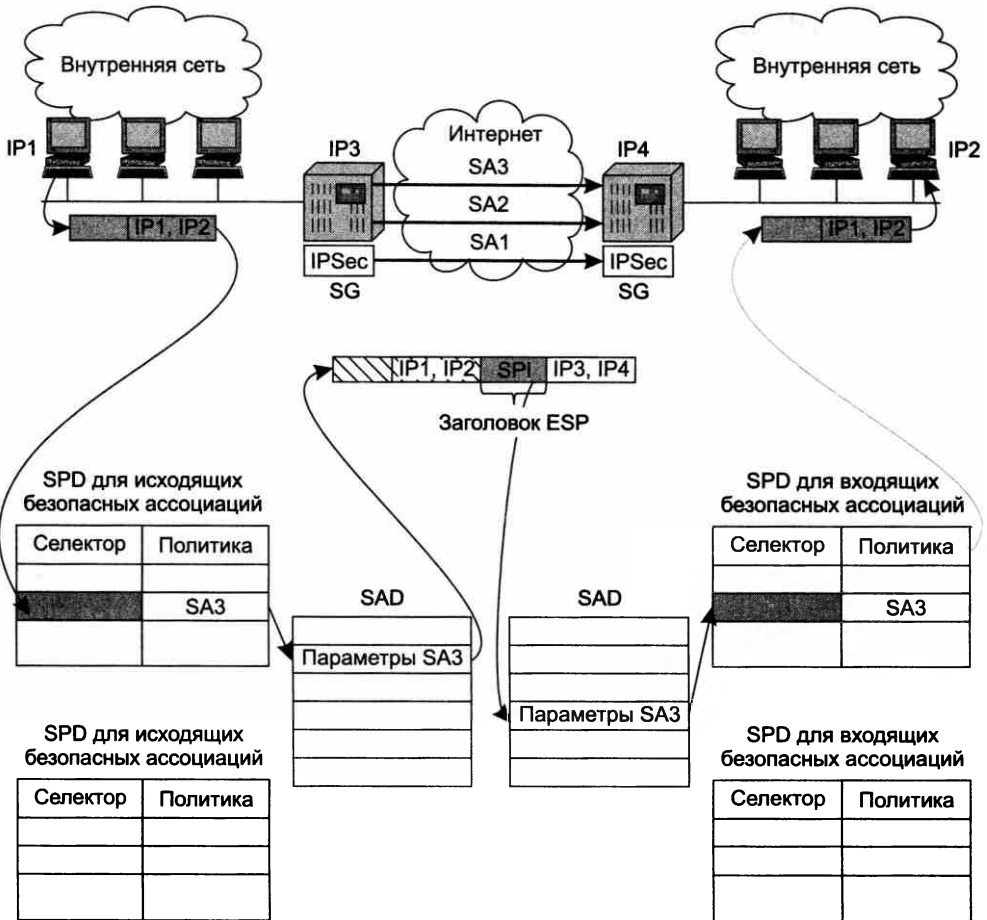 Внутренняя сеть
Внутренняя сеть
IP1
IP3
Интернет
IP4
IP2
SA3
SA2
SA1
IP1, IP2
IP1, IP2
IPSec
IPSec
SG
SG
IP1, IP2 SPI IP3, IP4
Заголовок ESP
SPD для исходящих
безопасных ассоциаций
Селектор Политика
SA3
SAD
Параметры SA3
SAD
Параметры SA3
SPD для входящих
безопасных ассоциаций
Селектор Политика
SA3
SPD для исходящих
безопасных ассоциаций
Селектор Политика
SPD для входящих
безопасных ассоциаций
Селектор Политика